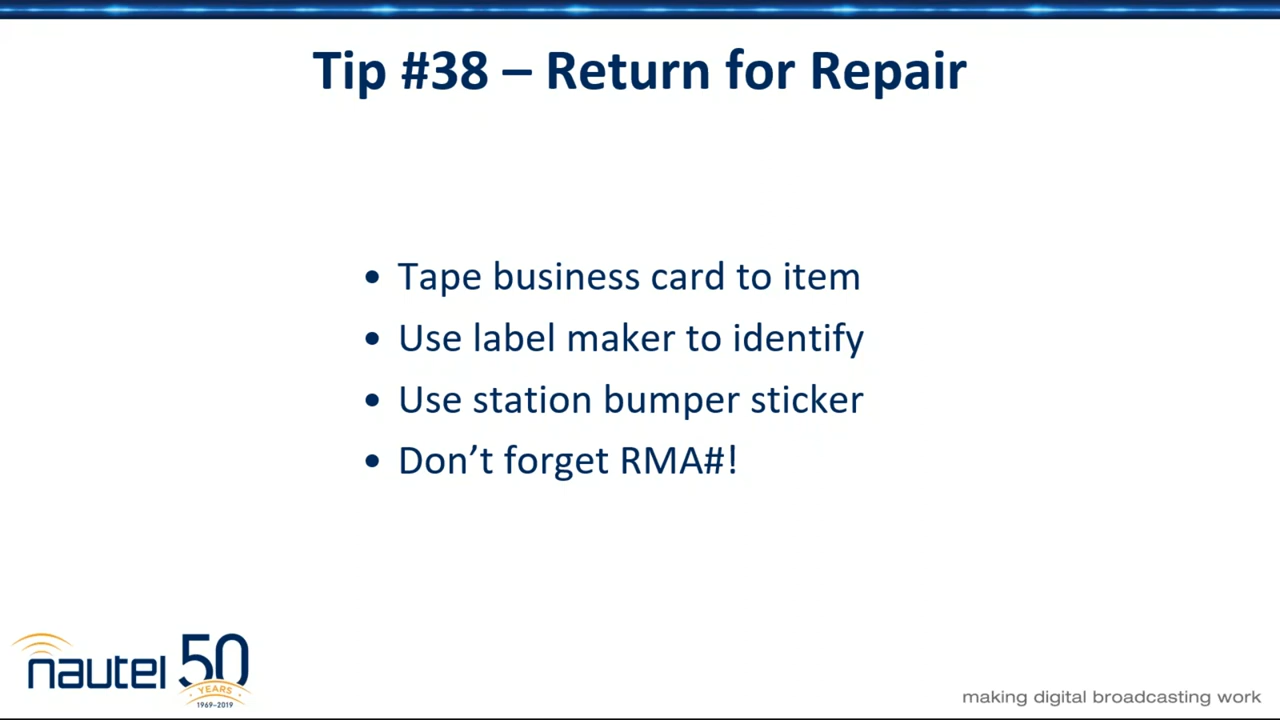 Tip #38 – Return for Repair
• Tape business card to item
• Use label maker to identify
• Use station bumper sticker
• Don’t forget RMA#!
nautel 50
YEARS
1969–2019
making digital broadcasting work